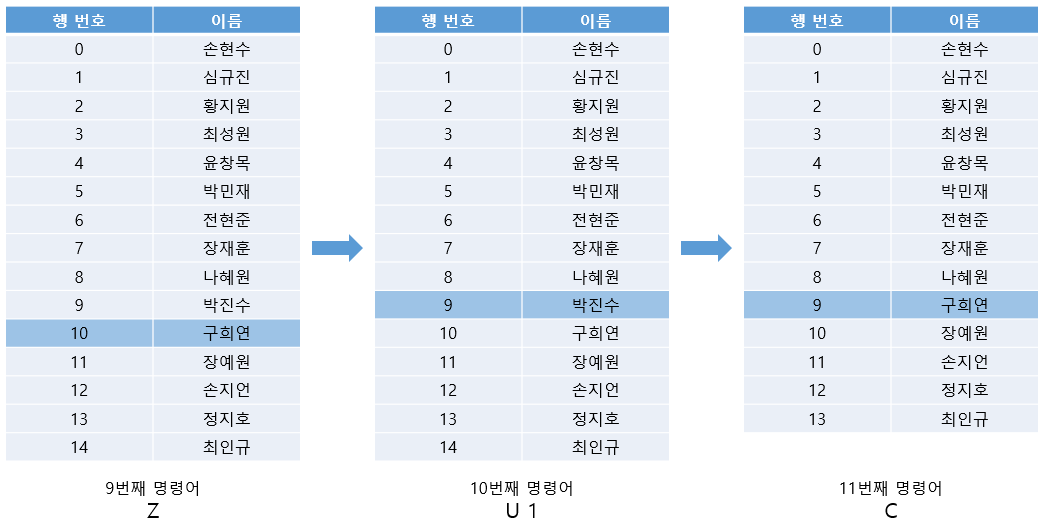 행 번호 이름
0 손현수
1 심규진
2 황지원
3 최성원
4 윤창목
5 박민재
6 전현준
7 장재훈
8 나혜원
9 박진수
10 구희연
11 장예원
12 손지언
13 정지호
14 최인규
9번째 명령어
Z
행 번호 이름
0 손현수
1 심규진
2 황지원
3 최성원
4 윤창목
5 박민재
6 전현준
7 장재훈
8 나혜원
9 박진수
10 구희연
11 장예원
12 손지언
13 정지호
14 최인규
10번째 명령어
U 1
행 번호 이름
0 손현수
1 심규진
2 황지원
3 최성원
4 윤창목
5 박민재
6 전현준
7 장재훈
8 나혜원
9 구희연
10 장예원
11 손지언
12 정지호
13 최인규
11번째 명령어
C